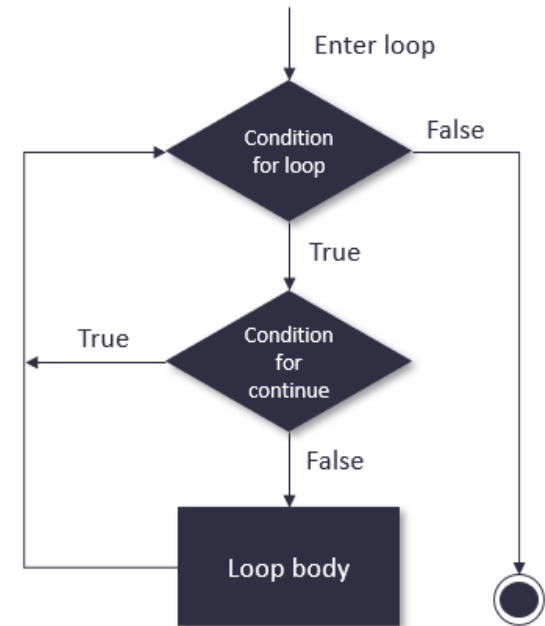 Enter loop
Condition
for loop
False
True
Condition
for
continue
True
False
Loop body